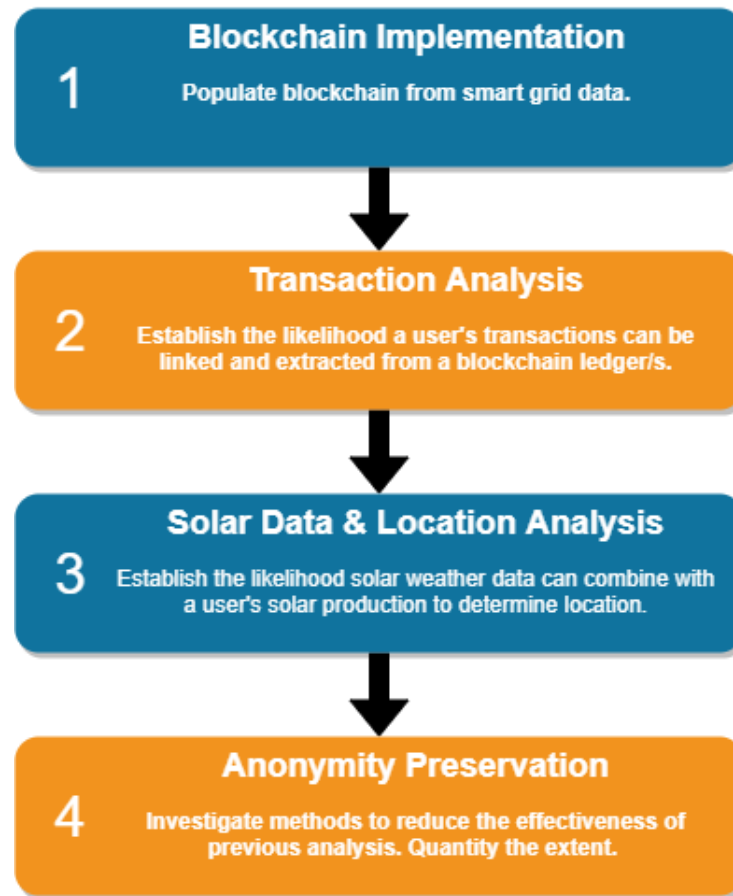 Blockchain Implementation
1
Populate blockchain from smart grid data.
Transaction Analysis
2
Establish the likelihood a user's transactions can be
linked and extracted from a blockchain ledger/s.
Solar Data & Location Analysis
3
Establish the likelihood solar weather data can combine with
a user's solar production to determine location.
Anonymity Preservation
4
Investigate methods to reduce the effectiveness of
previous analysis. Quantity the extent.